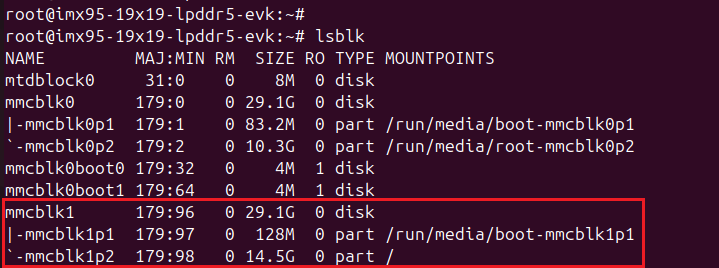 root@imx95-19x19-lpddr5-evk:~#
root@imx95-19x19-lpddr5-evk:~# lsblk
NAME         MAJ:MIN RM  SIZE RO TYPE MOUNTPOINTS
mtdblock0     31:0    0    8M  0 disk
mmcblk0      179:0    0 29.1G  0 disk
|-mmcblk0p1  179:1    0 83.2M  0 part /run/media/boot-mmcblk0p1
`-mmcblk0p2  179:2    0 10.3G  0 part /run/media/root-mmcblk0p2
mmcblk0boot0 179:32   0    4M  1 disk
mmcblk0boot1 179:64   0    4M  1 disk
mmcblk1      179:96   0 29.1G  0 disk
|-mmcblk1p1  179:97   0  128M  0 part /run/media/boot-mmcblk1p1
`-mmcblk1p2  179:98   0 14.5G  0 part /